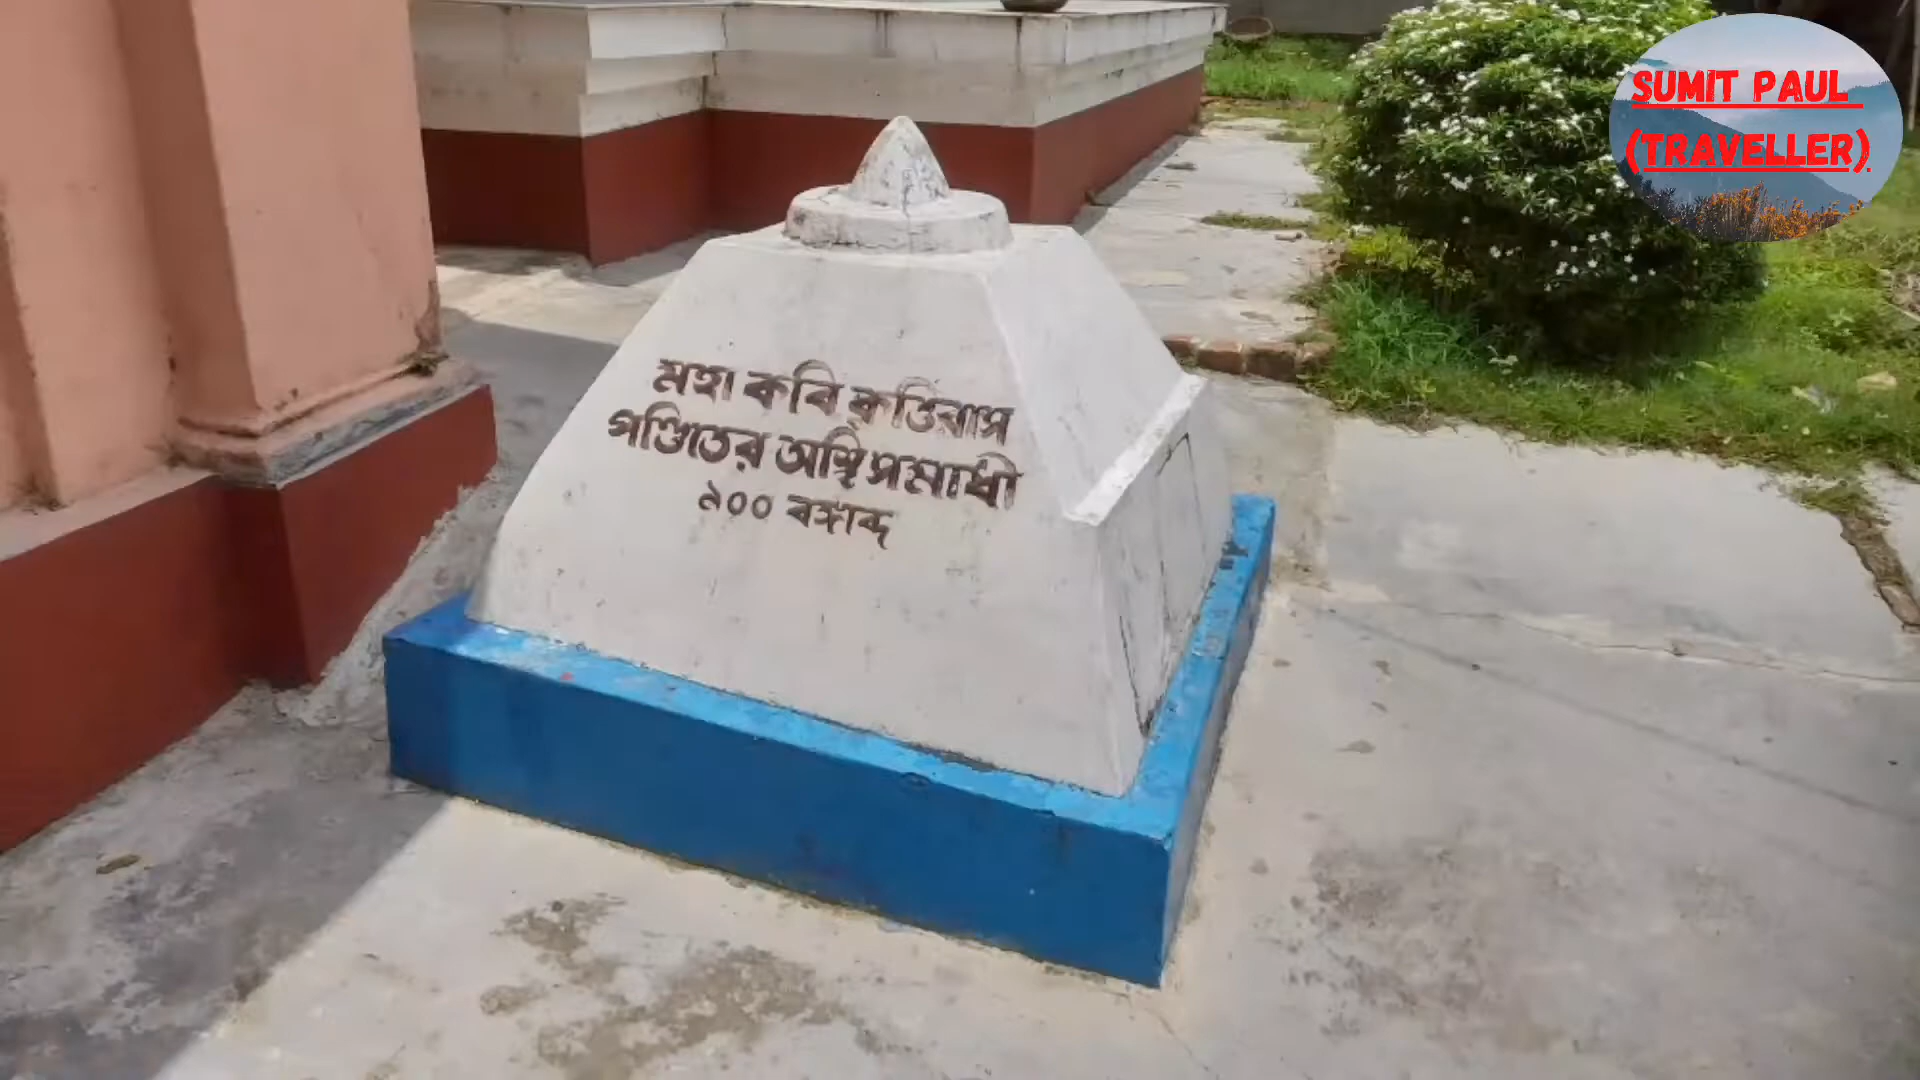 মহা কবি কৃত্তিবাস
পণ্ডিতের অস্থি সমাধী
৯০০ বঙ্গাব্দ
SUMIT PAUL
(TRAVELLER).